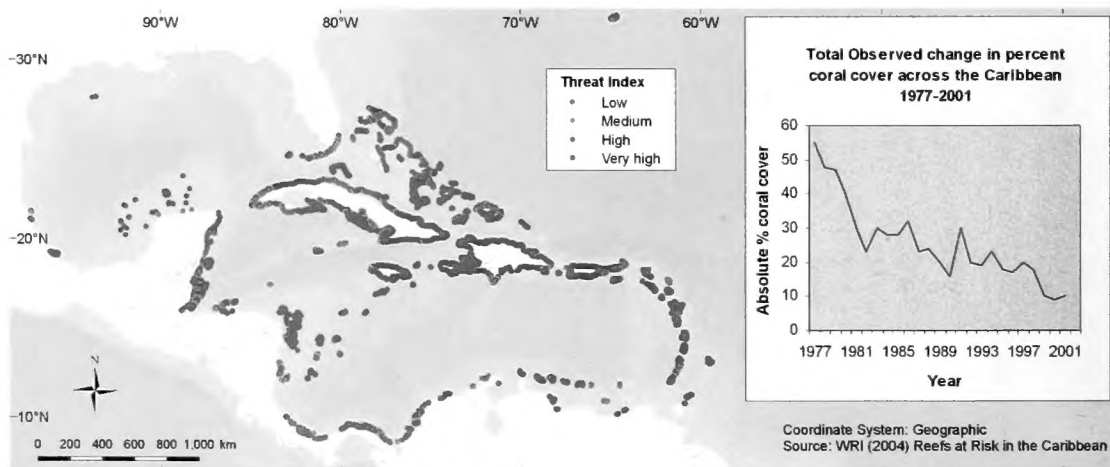 90°W 80°W 70°W 60°W
30°N
20°N
10°N
Threat Index
Low
Medium
High
Very high
Z
0 200 400 600 800 1,000 km
Total Observed change in percent
coral cover across the Caribbean
1977-2001
Absolute % coral cover
60
50
40
30
20
10
0
1977 1981 1985 1989 1993 1997 2001
Year
Coordinate System: Geographic
Source: WRI (2004) Reefs at Risk in the Caribbean